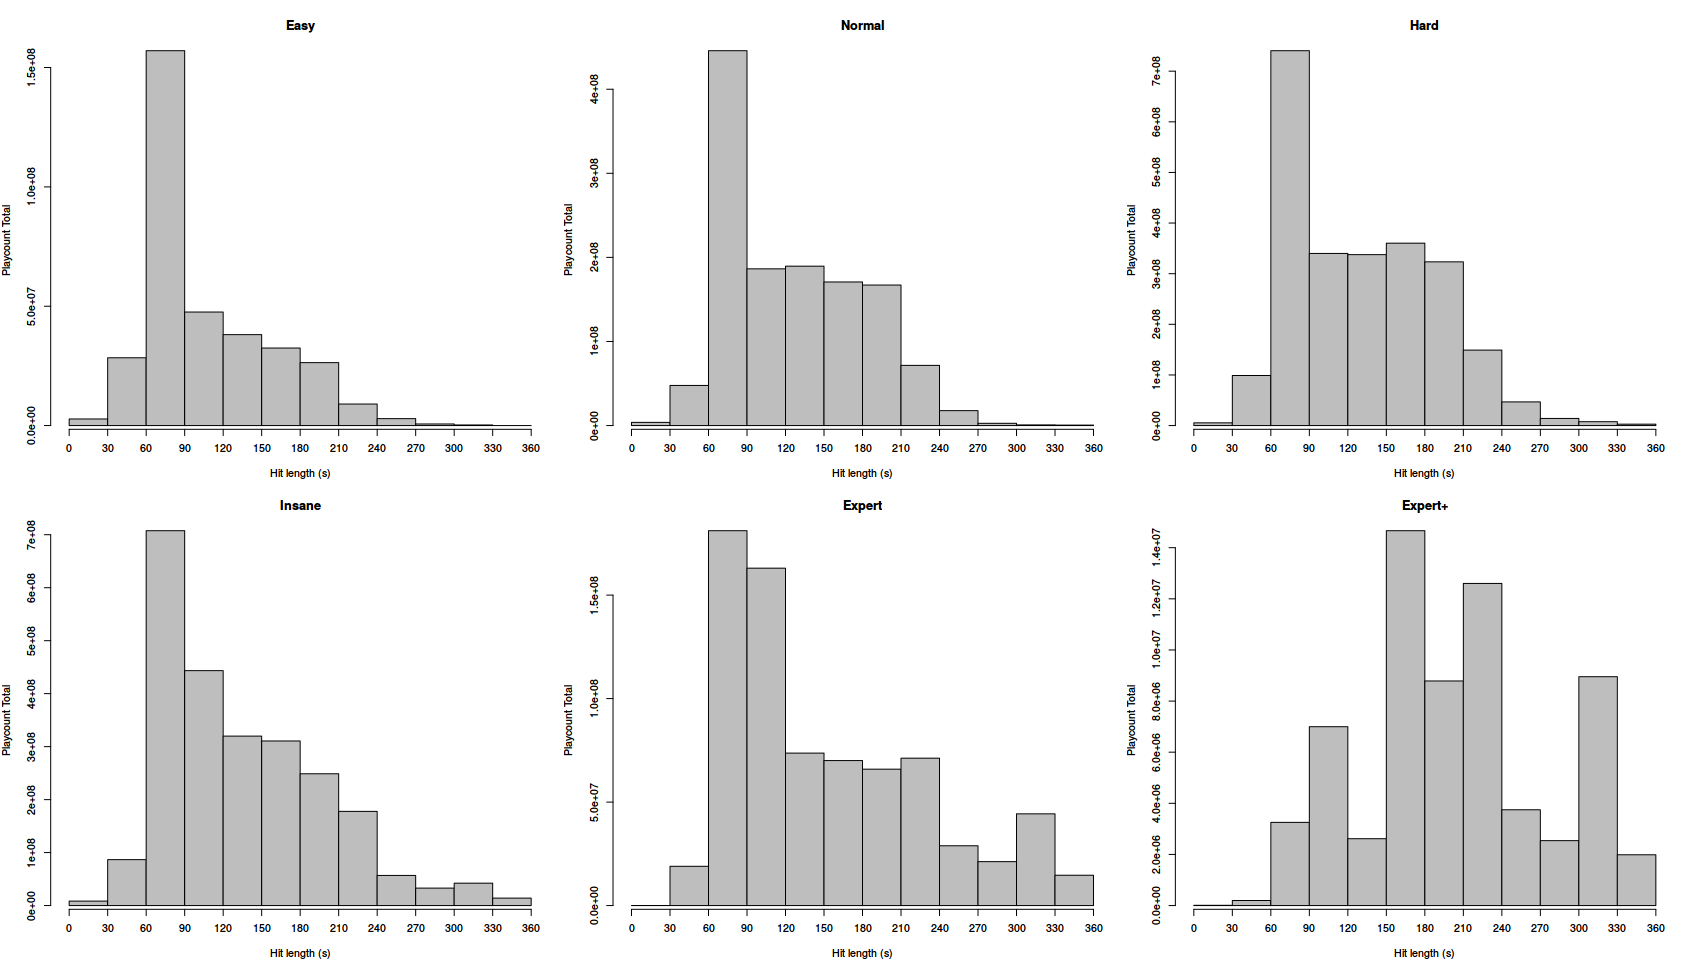 Easy
Playcount Total
0.0e+00 5.0e+07 1.0e+08 1.5e+08
0 30 60 90 120 150 180 210 240 270 300 330 360
Hit length (s)
Normal
Playcount Total
0e+00 1e+08 2e+08 3e+08 4e+08
0 30 60 90 120 150 180 210 240 270 300 330 360
Hit length (s)
Hard
Playcount Total
0e+00 1e+08 2e+08 3e+08 4e+08 5e+08 6e+08 7e+08
0 30 60 90 120 150 180 210 240 270 300 330 360
Hit length (s)
Insane
Playcount Total
0e+00 1e+08 2e+08 3e+08 4e+08 5e+08 6e+08 7e+08
0 30 60 90 120 150 180 210 240 270 300 330 360
Hit length (s)
Expert
Playcount Total
0.0e+00 5.0e+07 1.0e+08 1.5e+08
0 30 60 90 120 150 180 210 240 270 300 330 360
Hit length (s)
Expert+
Playcount Total
0.0e+00 2.0e+06 4.0e+06 6.0e+06 8.0e+06 1.0e+07 1.2e+07 1.4e+07
0 30 60 90 120 150 180 210 240 270 300 330 360
Hit length (s)